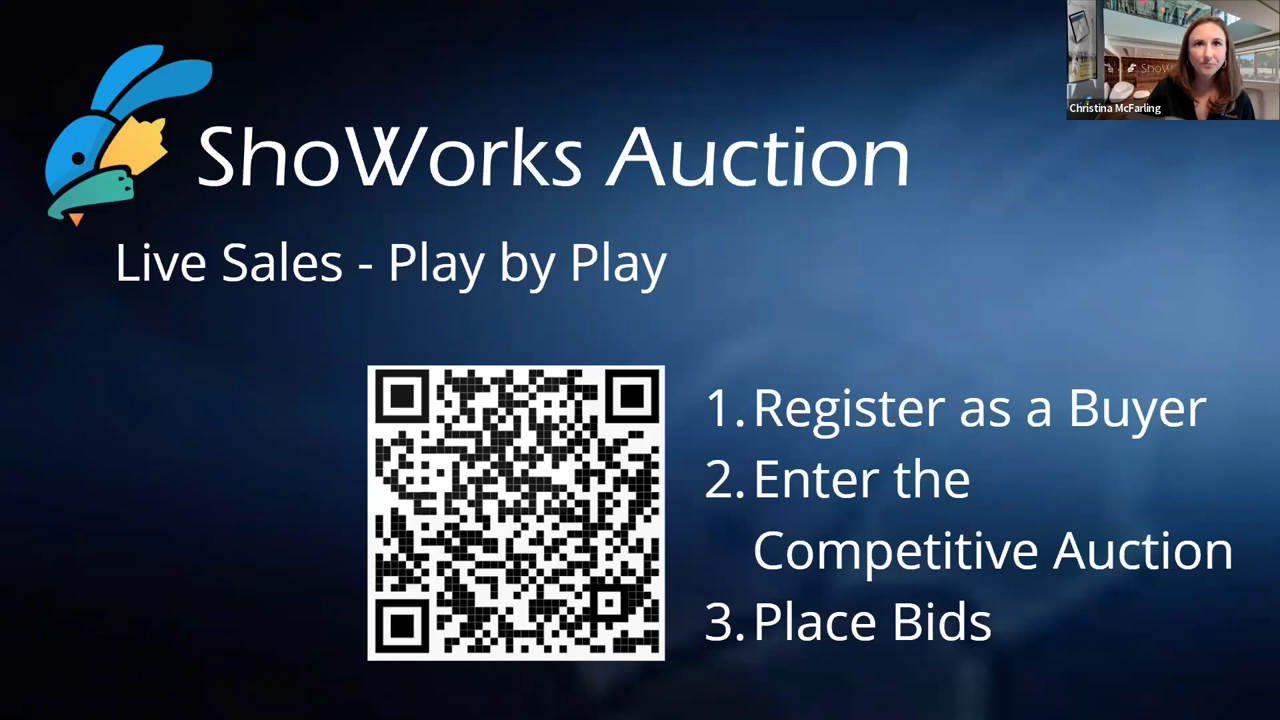 ShoWorks Auction
Live Sales - Play by Play
1. Register as a Buyer
2. Enter the
Competitive Auction
3. Place Bids
ShoW
Christina McFarling